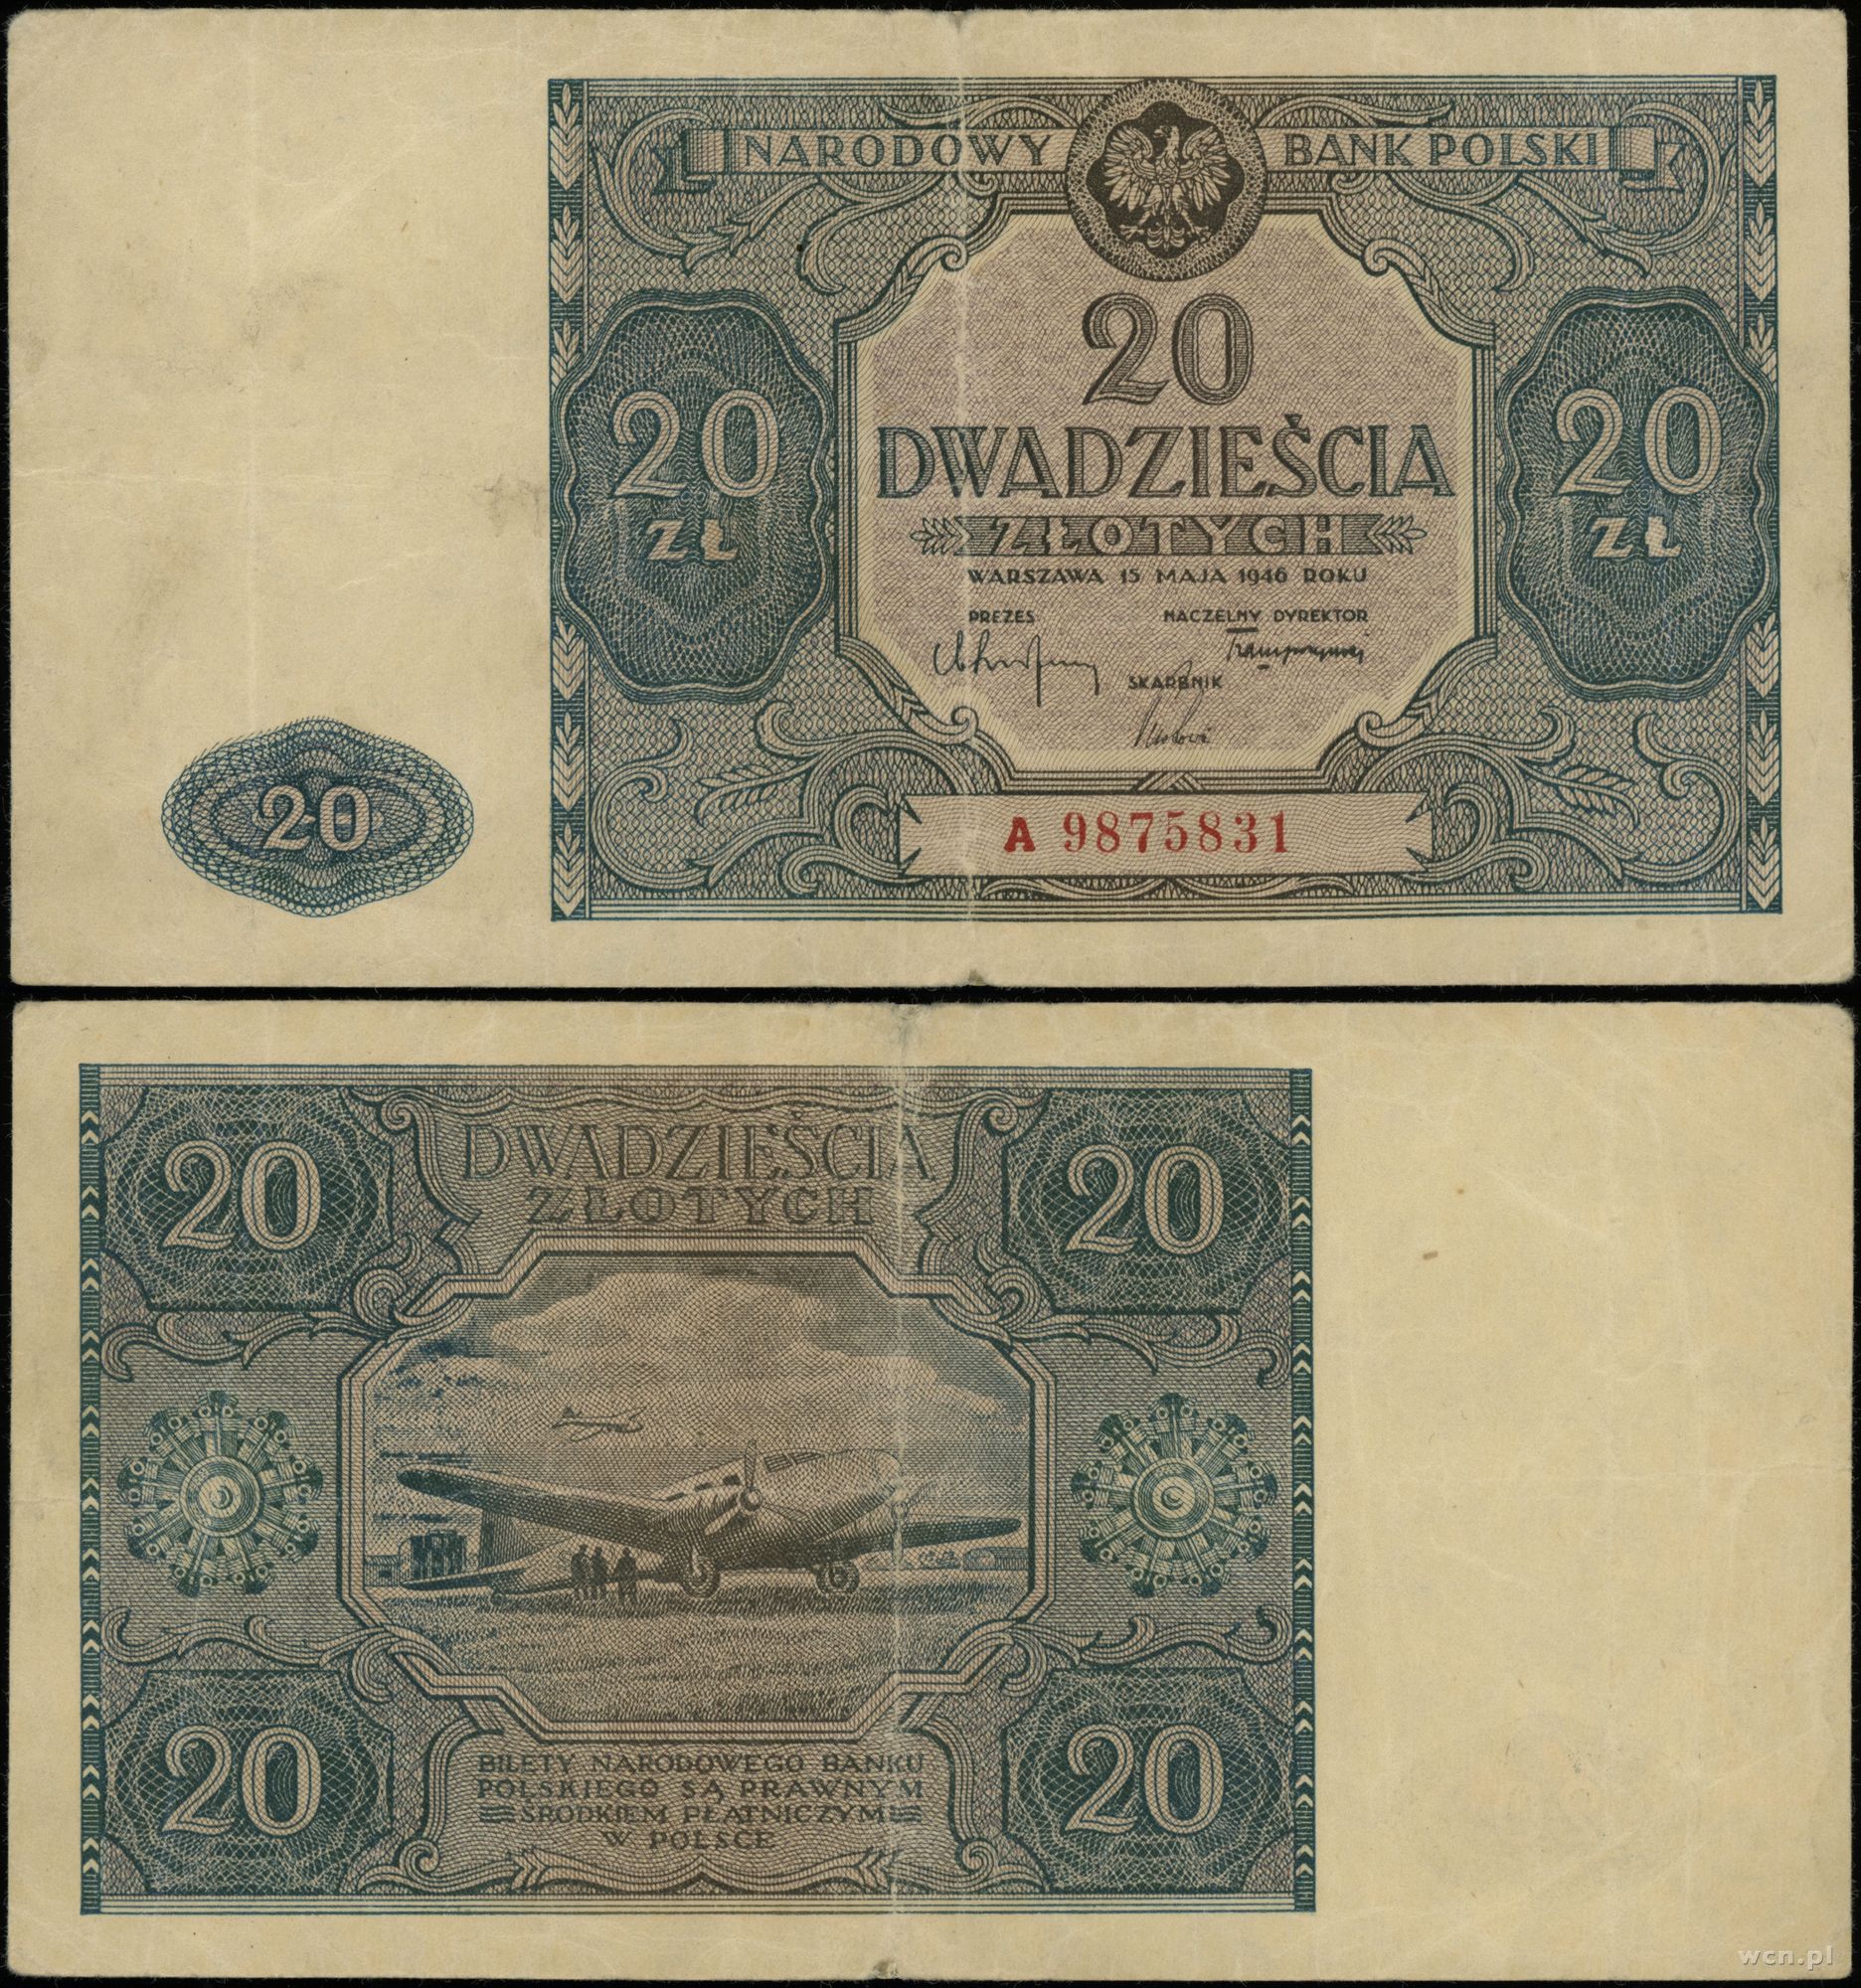 NARODOWY BANK POLSKI
20
20 ZŁ
20 ZŁ
DWADZIEŚCIA
ZŁOTYCH
WARSZAWA 15 MAJA 1946 ROKU
PREZES NACZELNY DYREKTOR
SKARBNIK
20
A 9875831
DWADZIEŚCIA
ZŁOTYCH
20
20
20
20
BILETY NARODOWEGO BANKU
POLSKIEGO SĄ PRAWNYM
ŚRODKIEM PŁATNICZYM
W POLSCE
wcn.pl